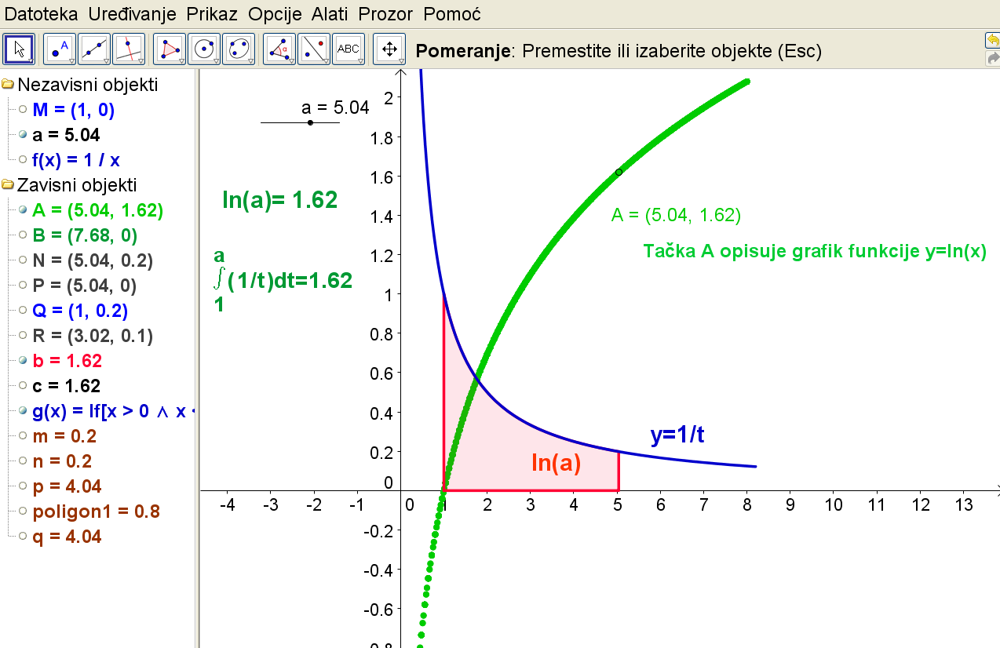 Datoteka Uređivanje Prikaz Opcije Alati Prozor Pomoć
A
α
ABC
Pomeranje: Premestite ili izaberite objekte (Esc)
Nezavisni objekti
M = (1, 0)
a = 5.04
f(x) = 1 / x
Zavisni objekti
A = (5.04, 1.62)
B = (7.68, 0)
N = (5.04, 0.2)
P = (5.04, 0)
Q = (1, 0.2)
R = (3.02, 0.1)
b = 1.62
c = 1.62
g(x) = If[x > 0 ∧ x <
m = 0.2
n = 0.2
p = 4.04
poligon1 = 0.8
q = 4.04
a = 5.04
ln(a)= 1.62
a
∫(1/t)dt=1.62
1
A = (5.04, 1.62)
Tačka A opisuje grafik funkcije y=ln(x)
y=1/t
ln(a)
2
1.8
1.6
1.4
1.2
1
0.8
0.6
0.4
0.2
0
-4 -3 -2 -1 0 1 2 3 4 5 6 7 8 9 10 11 12 13
-0.2
-0.4
-0.6